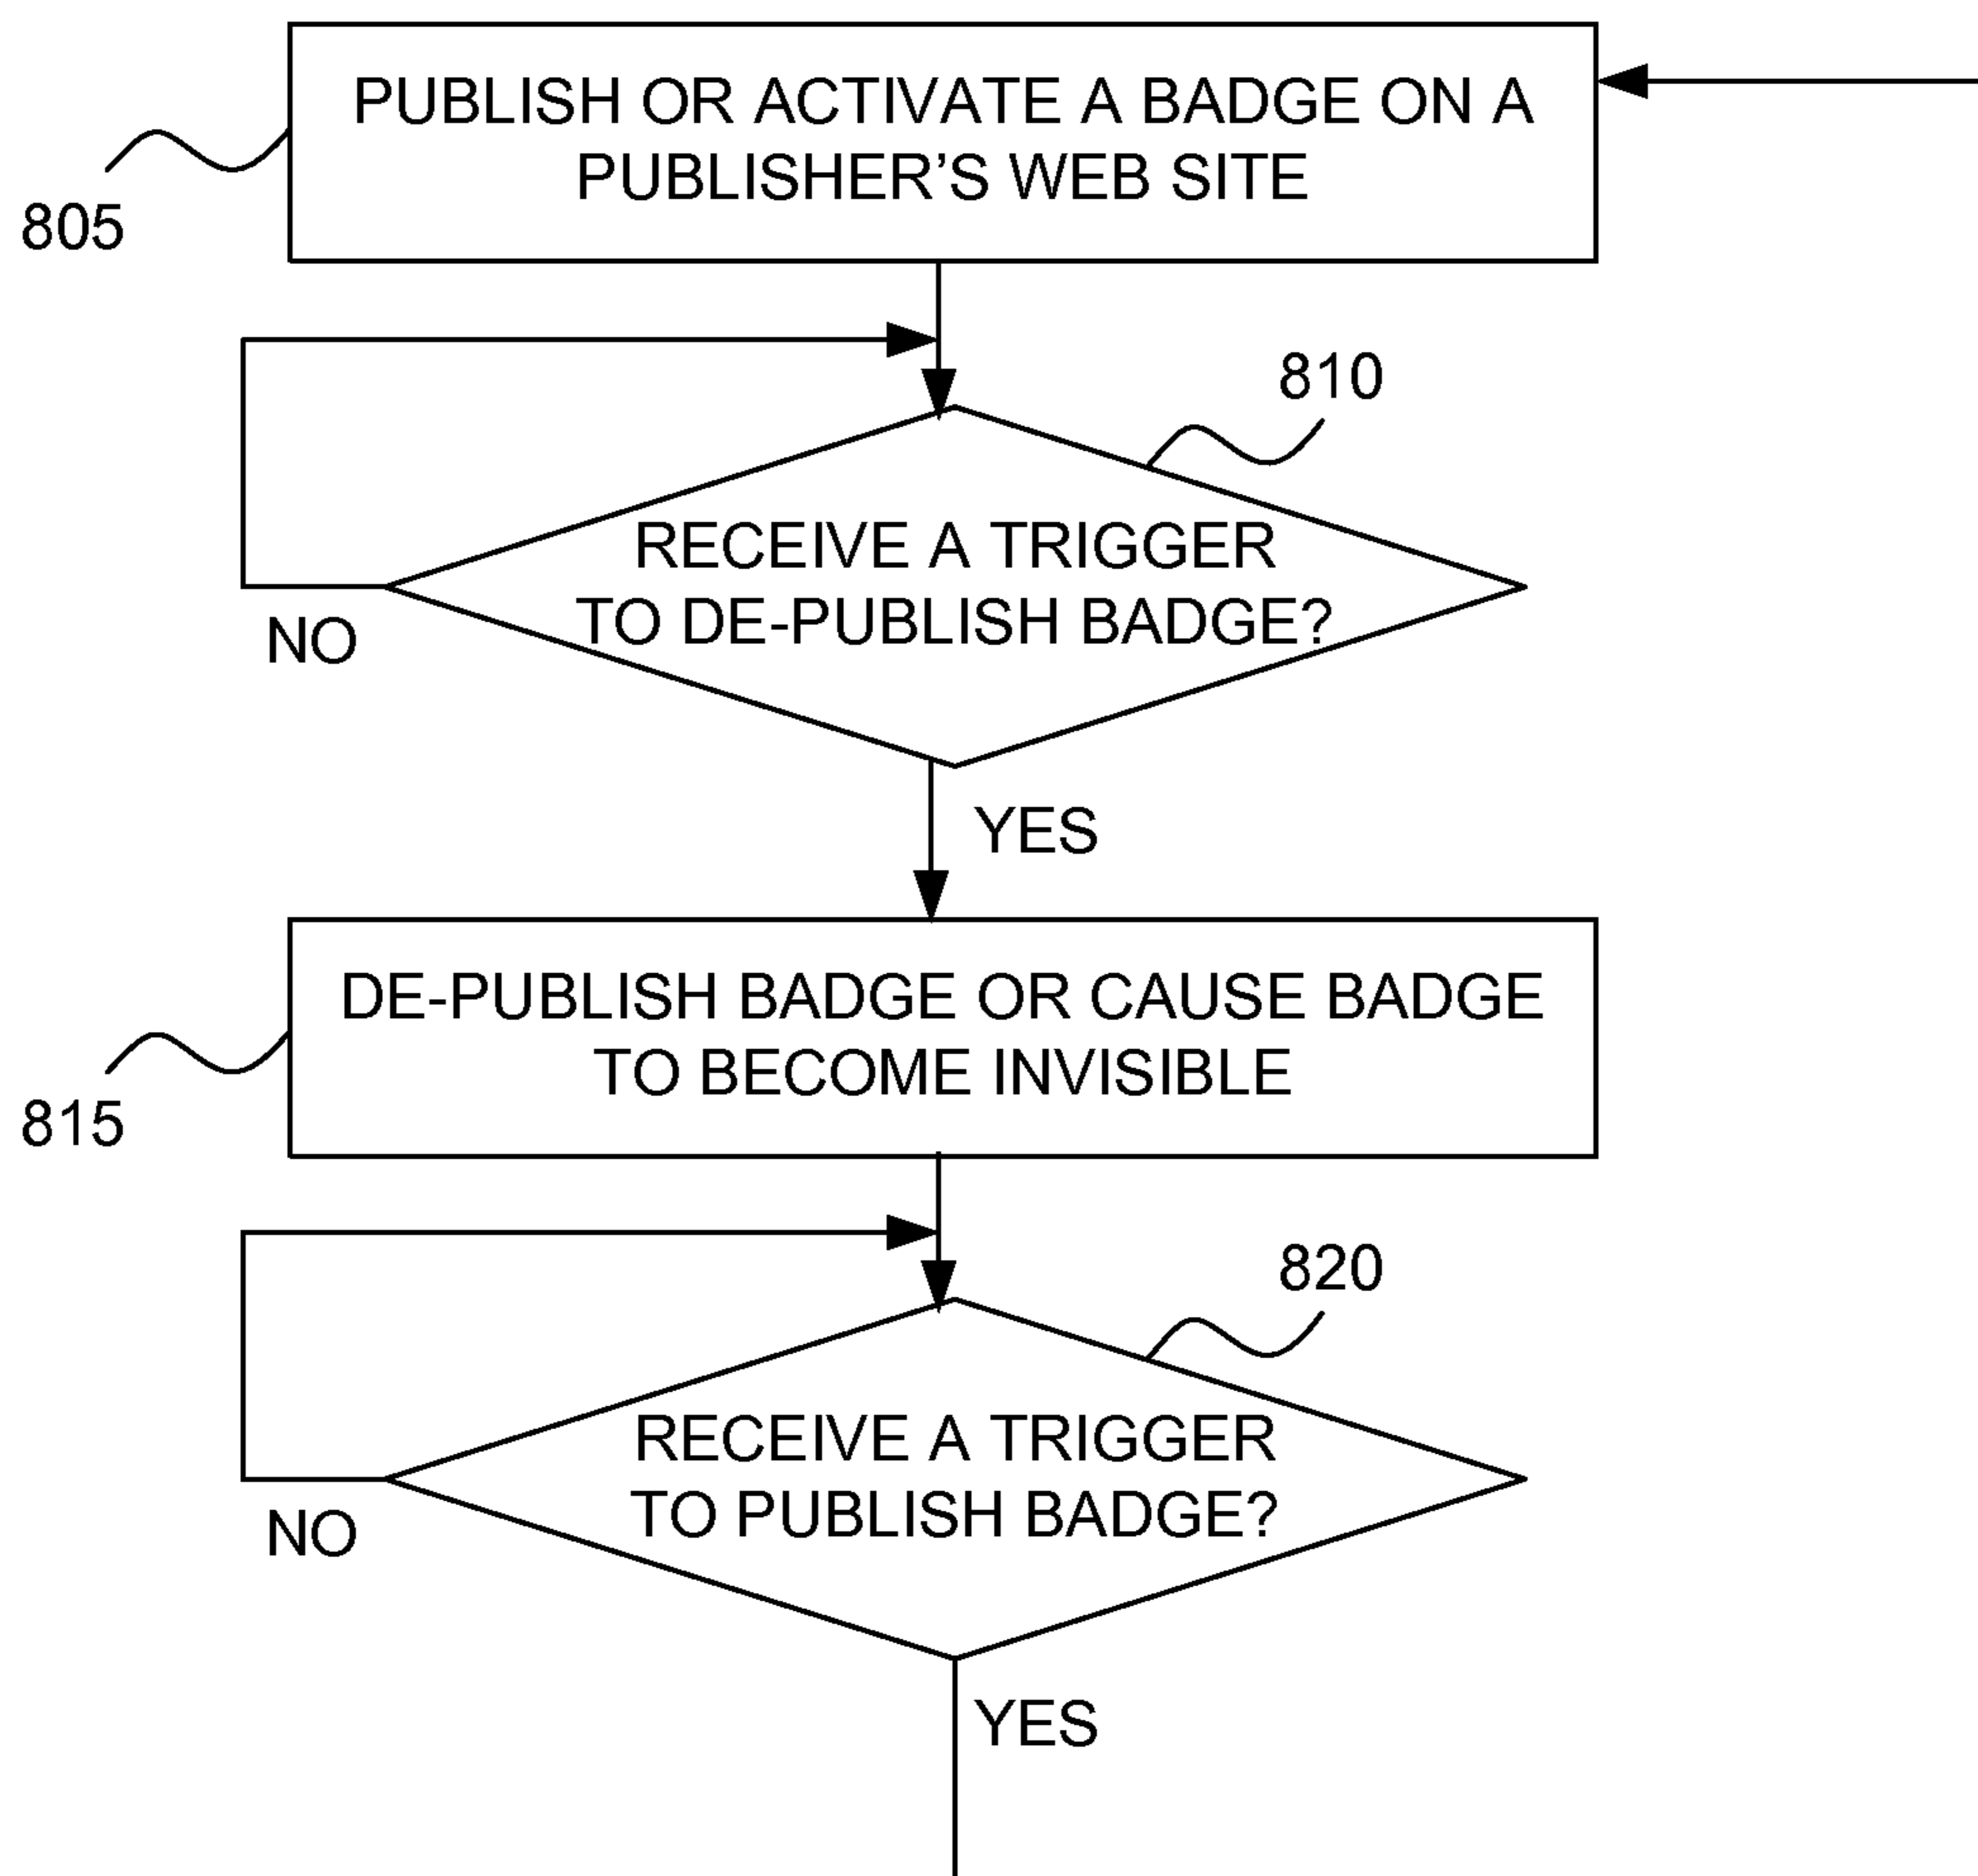 PUBLISH OR ACTIVATE A BADGE ON A
PUBLISHER’S WEB SITE
805
810
RECEIVE A TRIGGER
TO DE-PUBLISH BADGE?
NO
YES
DE-PUBLISH BADGE OR CAUSE BADGE
TO BECOME INVISIBLE
815
820
RECEIVE A TRIGGER
TO PUBLISH BADGE?
NO
YES